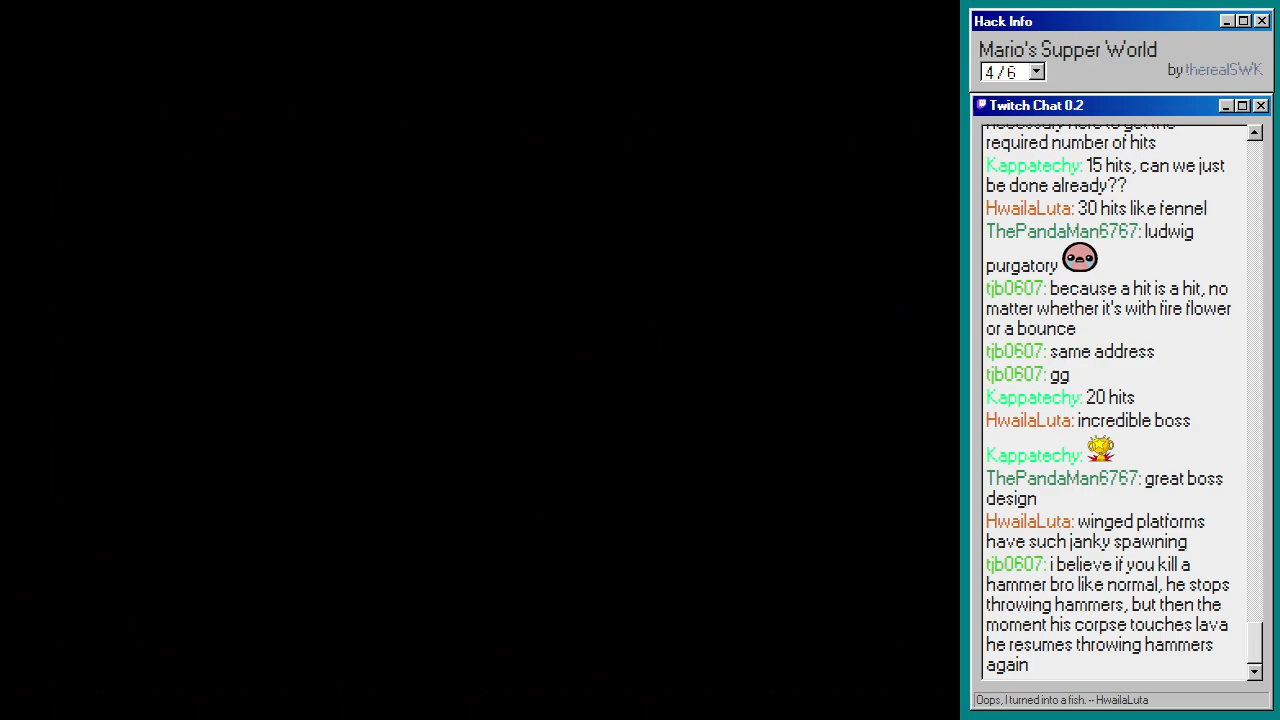 Hack Info
Mario's Supper World
4/6
by therealSWK
Twitch Chat 0.2
required number of hits
Kappatechy: 15 hits, can we just
be done already??
HwailaLuta: 30 hits like fennel
ThePandaMan6767: ludwig
purgatory
tjb0607: because a hit is a hit, no
matter whether it's with fire flower
or a bounce
tjb0607: same address
tjb0607: gg
Kappatechy: 20 hits
HwailaLuta: incredible boss
Kappatechy:
ThePandaMan6767: great boss
design
HwailaLuta: winged platforms
have such janky spawning
tjb0607: i believe if you kill a
hammer bro like normal, he stops
throwing hammers, but then the
moment his corpse touches lava
he resumes throwing hammers
again
Oops, I turned into a fish. -- HwailaLuta